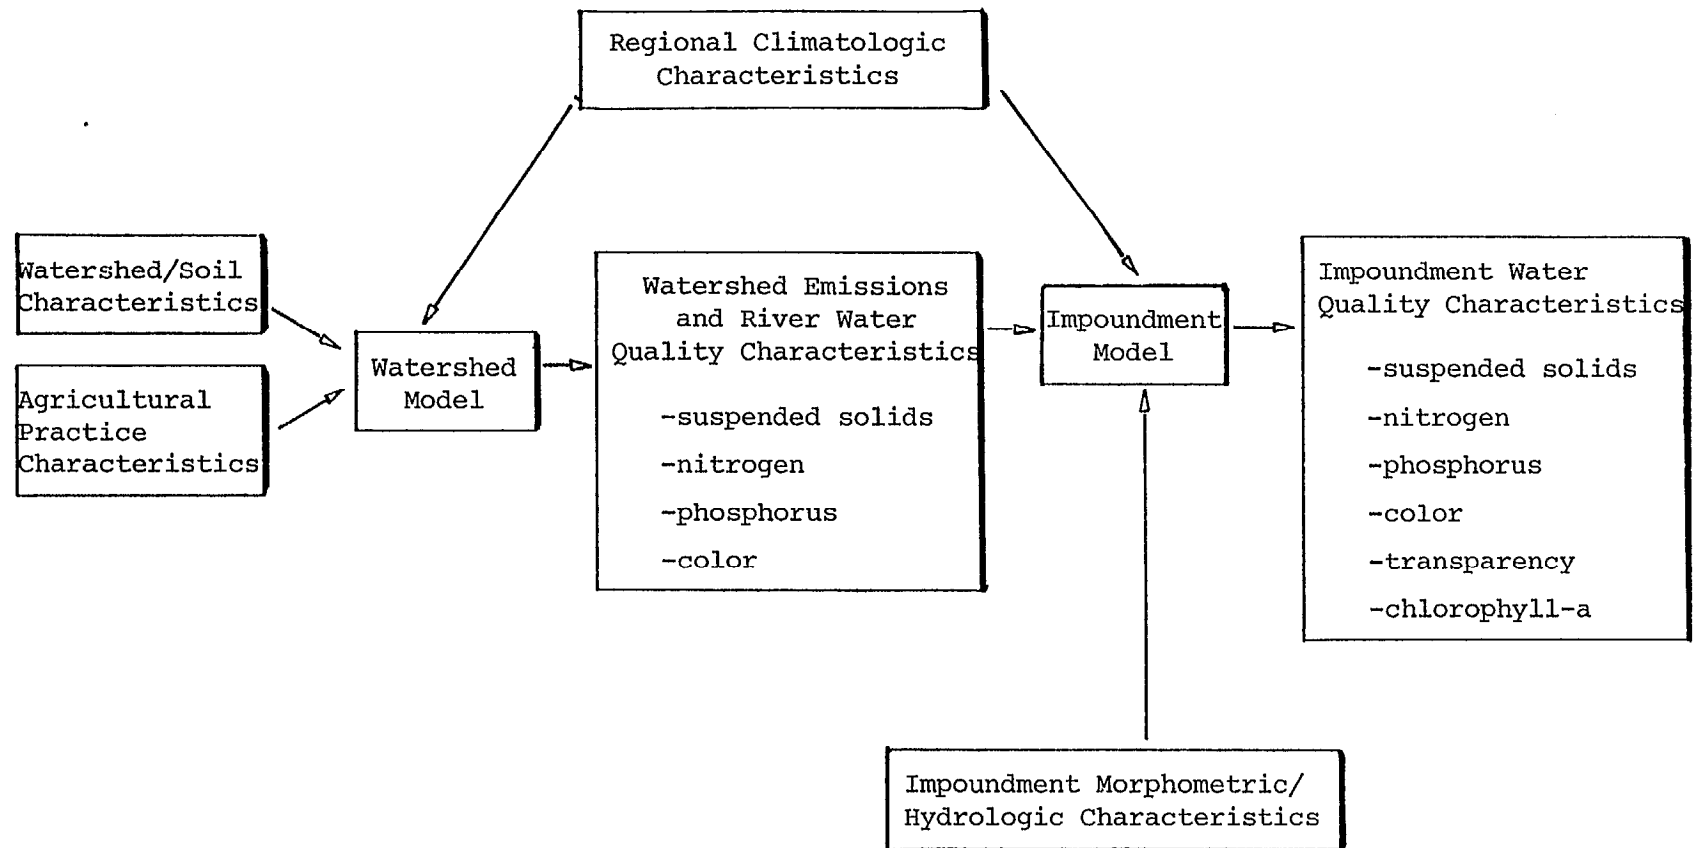 Regional Climatologic
Characteristics
Watershed/Soil
Characteristics
Agricultural
Practice
Characteristics
Watershed
Model
Watershed Emissions
and River Water
Quality Characteristics
-suspended solids
-nitrogen
-phosphorus
-color
Impoundment
Model
Impoundment Water
Quality Characteristics
-suspended solids
-nitrogen
-phosphorus
-color
-transparency
-chlorophyll-a
Impoundment Morphometric/
Hydrologic Characteristics